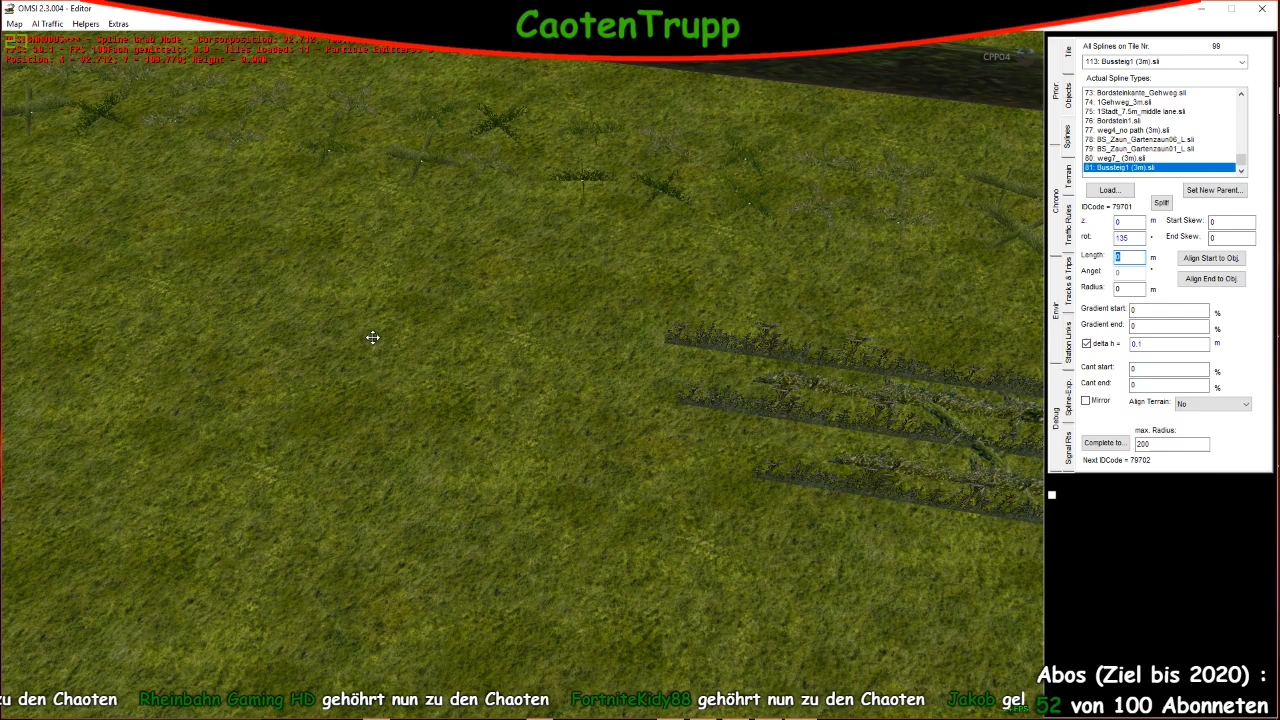 OMSI 2.3.004 - Editor
Map AI Traffic Helpers Extras
CaotenTrupp
CPP04
All Splines on Tile Nr. 99
113: Bussteig1 (3m).sli
Actual Spline Types:
73: Bordsteinkante_Gehweg.sli
74: 1Gehweg_3m.sli
75: 1Stadt_7.5m_middle lane.sli
76: Bordstein1.sli
77: weg4_no path (3m).sli
78: BS_Zaun_Gartenzaun06_L.sli
79: BS_Zaun_Gartenzaun01_L.sli
80: weg7_ (3m).sli
81: Bussteig1 (3m).sli
Load... Set New Parent...
IDCode = 79701 Split!
z: 0 m Start Skew: 0
rot: 135 ° End Skew: 0
Length: 0 m Align Start to Obj.
Angel: 0 °
Align End to Obj.
Radius: 0 m
Gradient start: 0 %
Gradient end: 0 %
delta h = 0.1 m
Cant start: 0 %
Cant end: 0 %
Mirror Align Terrain: No
max. Radius:
Complete to... 200
Next IDCode = 79702
Tile
Objects
Splines
Terrain
Traffic Rules
Tracks & Trips
Station Links
Spline-Exp.
Signal Rts
Prior.
Chrono
Envir
Debug
Abos (Ziel bis 2020) :
52 von 100 Abonneten
zu den Chaoten Rheinbahn Gaming HD gehöhrt nun zu den Chaoten FortniteKidy88 gehöhrt nun zu den Chaoten Jakob gel